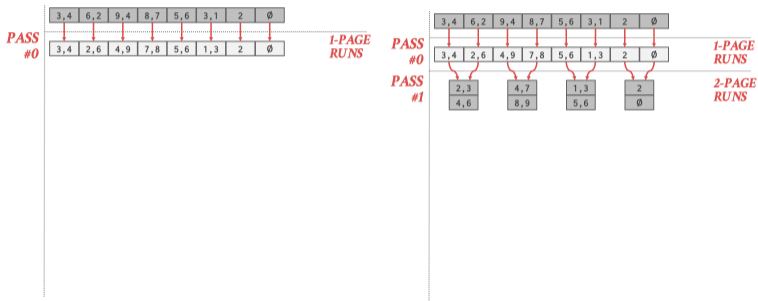 3,4 6,2 9,4 8,7 5,6 3,1 2 Ø
PASS #0
3,4 2,6 4,9 7,8 5,6 1,3 2 Ø
1-PAGE RUNS
3,4 6,2 9,4 8,7 5,6 3,1 2 Ø
PASS #0
3,4 2,6 4,9 7,8 5,6 1,3 2 Ø
1-PAGE RUNS
PASS #1
2,3 4,7 1,3 2
4,6 8,9 5,6 Ø
2-PAGE RUNS